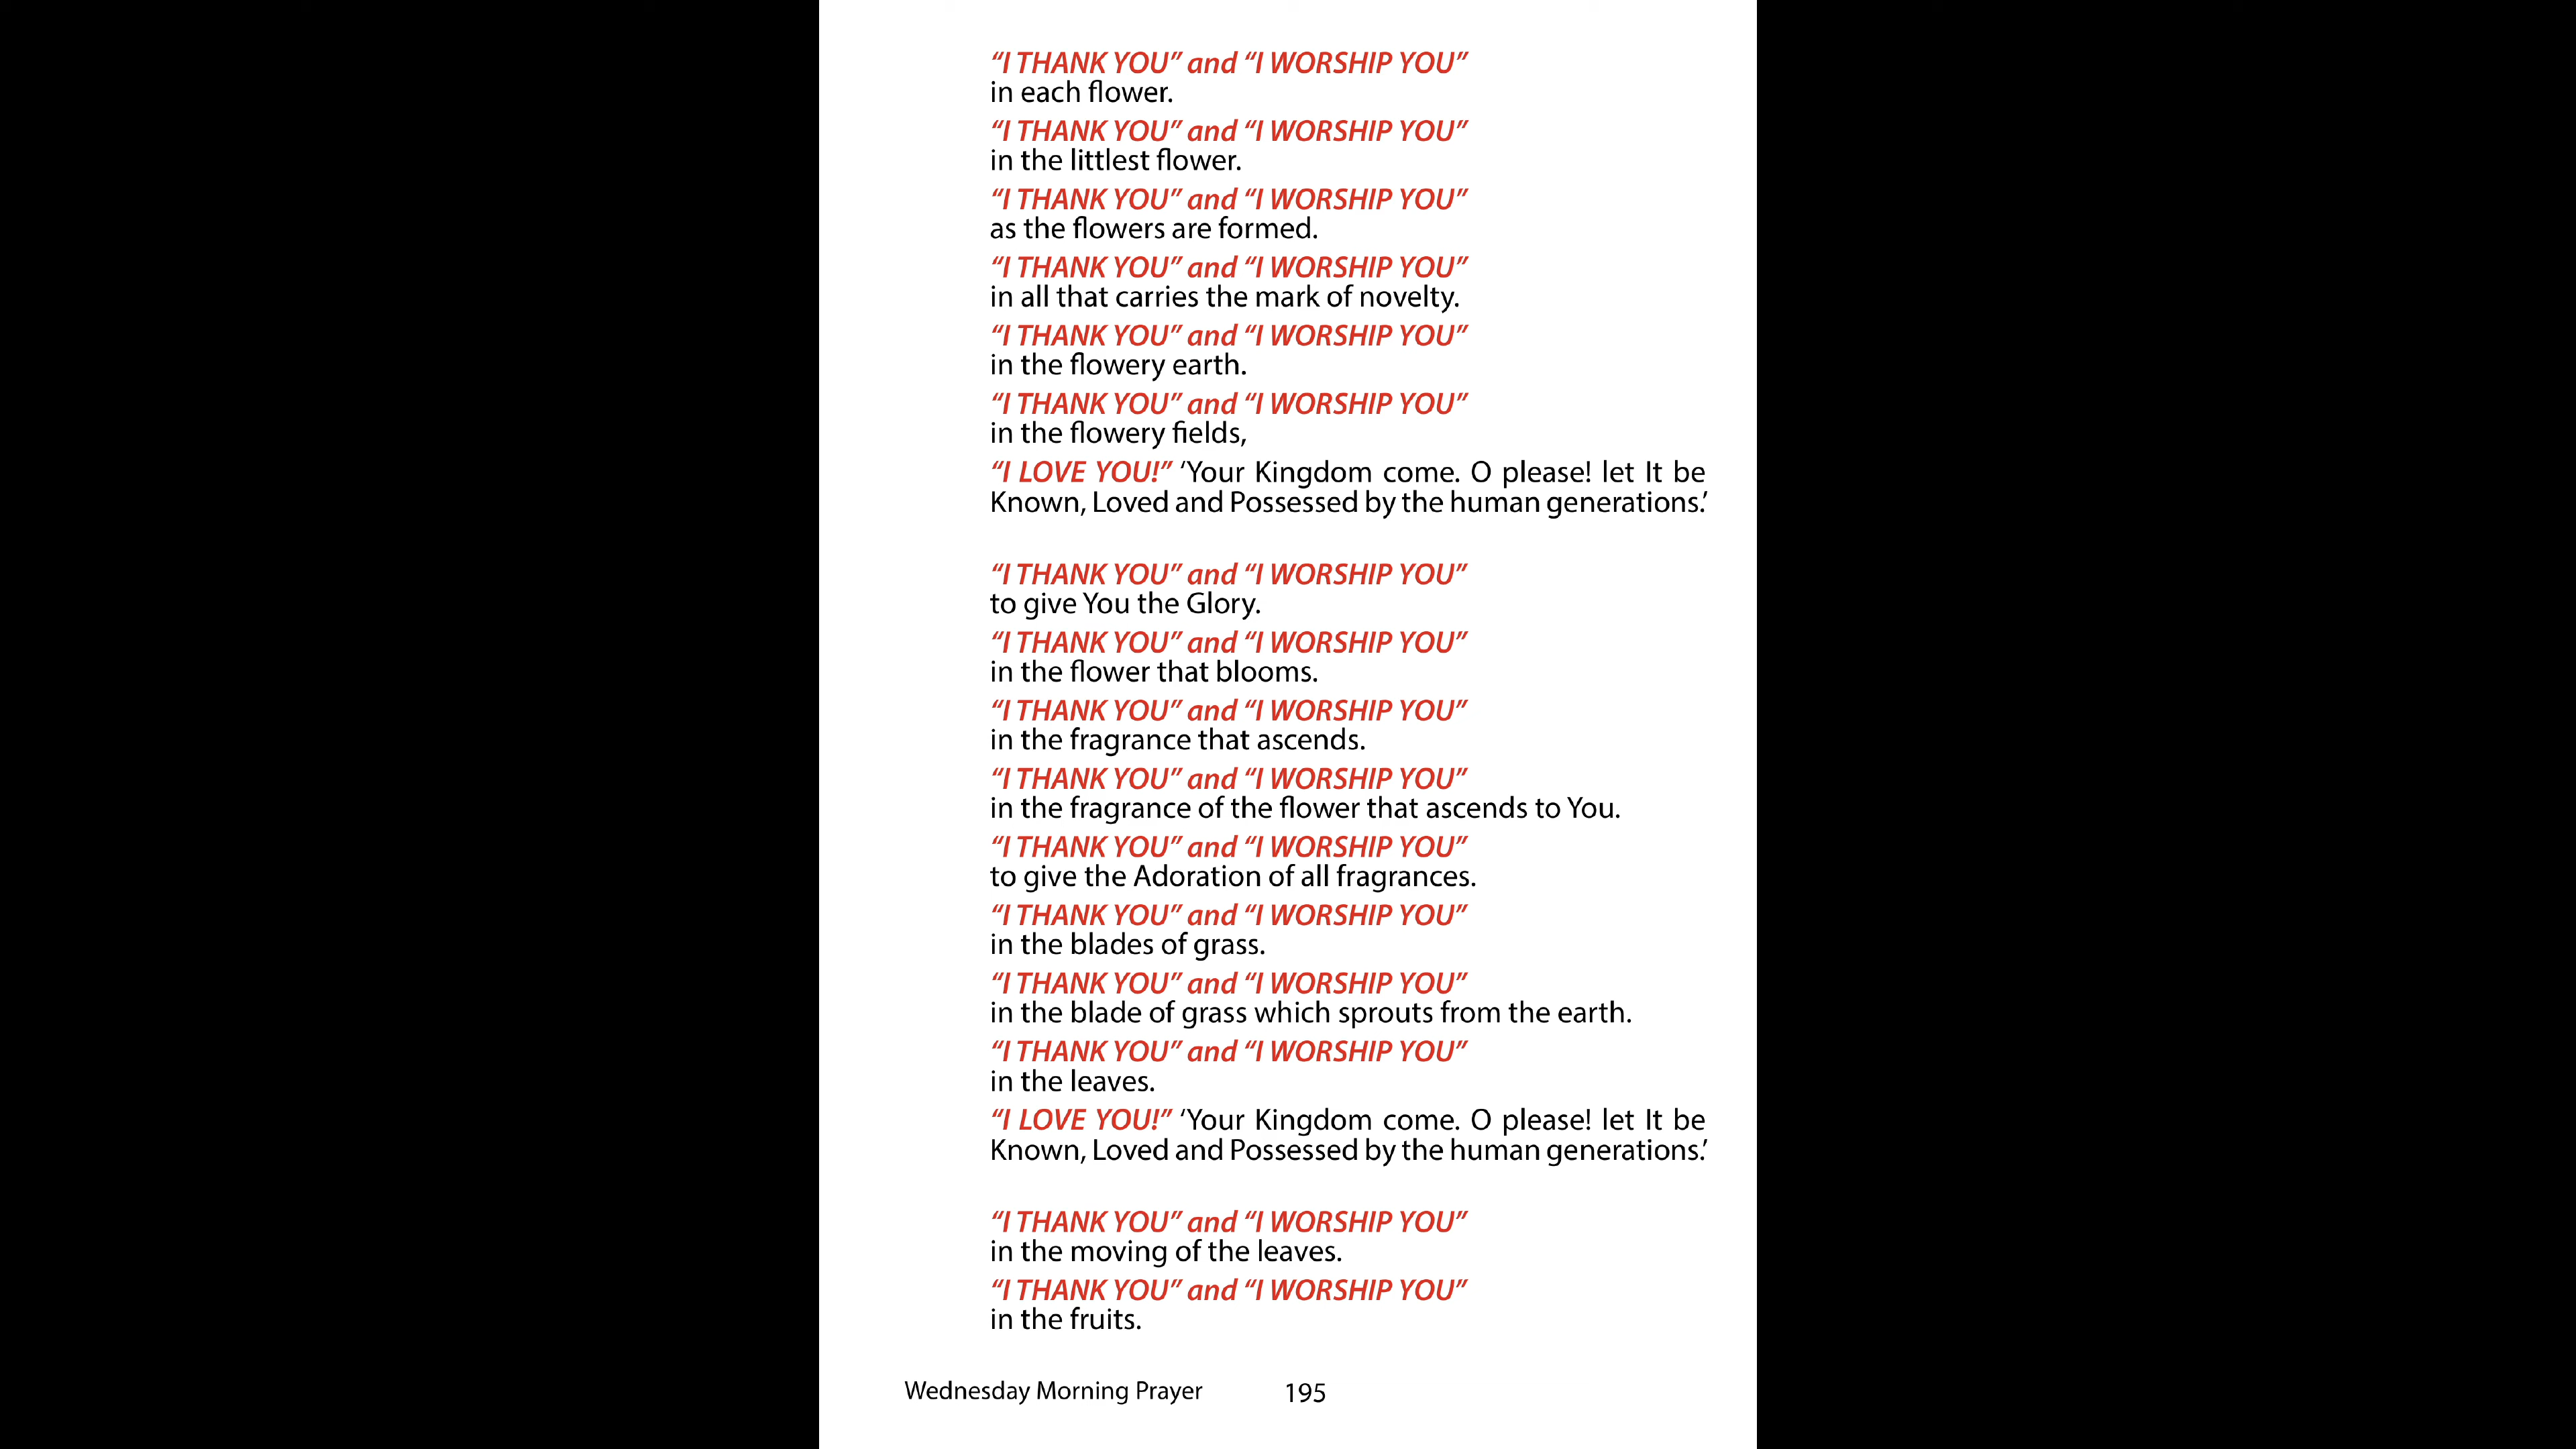 “I THANK YOU” and “I WORSHIP YOU”
in each flower.
“I THANK YOU” and “I WORSHIP YOU”
in the littlest flower.
“I THANK YOU” and “I WORSHIP YOU”
as the flowers are formed.
“I THANK YOU” and “I WORSHIP YOU”
in all that carries the mark of novelty.
“I THANK YOU” and “I WORSHIP YOU”
in the flowery earth.
“I THANK YOU” and “I WORSHIP YOU”
in the flowery fields,
“I LOVE YOU!” ‘Your Kingdom come. O please! let It be
Known, Loved and Possessed by the human generations.’
“I THANK YOU” and “I WORSHIP YOU”
to give You the Glory.
“I THANK YOU” and “I WORSHIP YOU”
in the flower that blooms.
“I THANK YOU” and “I WORSHIP YOU”
in the fragrance that ascends.
“I THANK YOU” and “I WORSHIP YOU”
in the fragrance of the flower that ascends to You.
“I THANK YOU” and “I WORSHIP YOU”
to give the Adoration of all fragrances.
“I THANK YOU” and “I WORSHIP YOU”
in the blades of grass.
“I THANK YOU” and “I WORSHIP YOU”
in the blade of grass which sprouts from the earth.
“I THANK YOU” and “I WORSHIP YOU”
in the leaves.
“I LOVE YOU!” ‘Your Kingdom come. O please! let It be
Known, Loved and Possessed by the human generations.’
“I THANK YOU” and “I WORSHIP YOU”
in the moving of the leaves.
“I THANK YOU” and “I WORSHIP YOU”
in the fruits.
Wednesday Morning Prayer 195